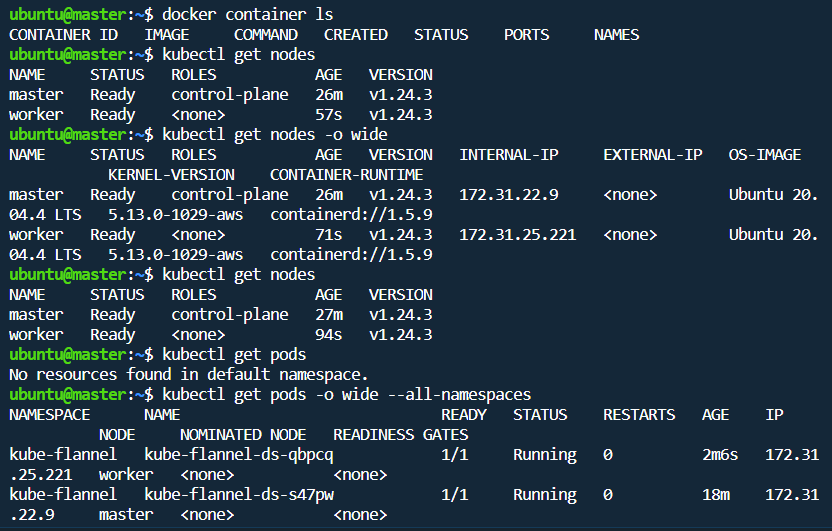 ubuntu@master:~$ docker container ls
CONTAINER ID   IMAGE     COMMAND   CREATED   STATUS    PORTS     NAMES
ubuntu@master:~$ kubectl get nodes
NAME     STATUS   ROLES           AGE   VERSION
master   Ready    control-plane   26m   v1.24.3
worker   Ready    <none>          57s   v1.24.3
ubuntu@master:~$ kubectl get nodes -o wide
NAME     STATUS   ROLES           AGE   VERSION   INTERNAL-IP     EXTERNAL-IP   OS-IMAGE
           KERNEL-VERSION    CONTAINER-RUNTIME
master   Ready    control-plane   26m   v1.24.3   172.31.22.9     <none>        Ubuntu 20.
04.4 LTS   5.13.0-1029-aws   containerd://1.5.9
worker   Ready    <none>          71s   v1.24.3   172.31.25.221   <none>        Ubuntu 20.
04.4 LTS   5.13.0-1029-aws   containerd://1.5.9
ubuntu@master:~$ kubectl get nodes
NAME     STATUS   ROLES           AGE   VERSION
master   Ready    control-plane   27m   v1.24.3
worker   Ready    <none>          94s   v1.24.3
ubuntu@master:~$ kubectl get pods
No resources found in default namespace.
ubuntu@master:~$ kubectl get pods -o wide --all-namespaces
NAMESPACE      NAME                             READY   STATUS    RESTARTS   AGE    IP
          NODE     NOMINATED NODE   READINESS GATES
kube-flannel   kube-flannel-ds-qbpcq            1/1     Running   0          2m6s   172.31
.25.221   worker   <none>           <none>
kube-flannel   kube-flannel-ds-s47pw            1/1     Running   0          18m    172.31
.22.9     master   <none>           <none>